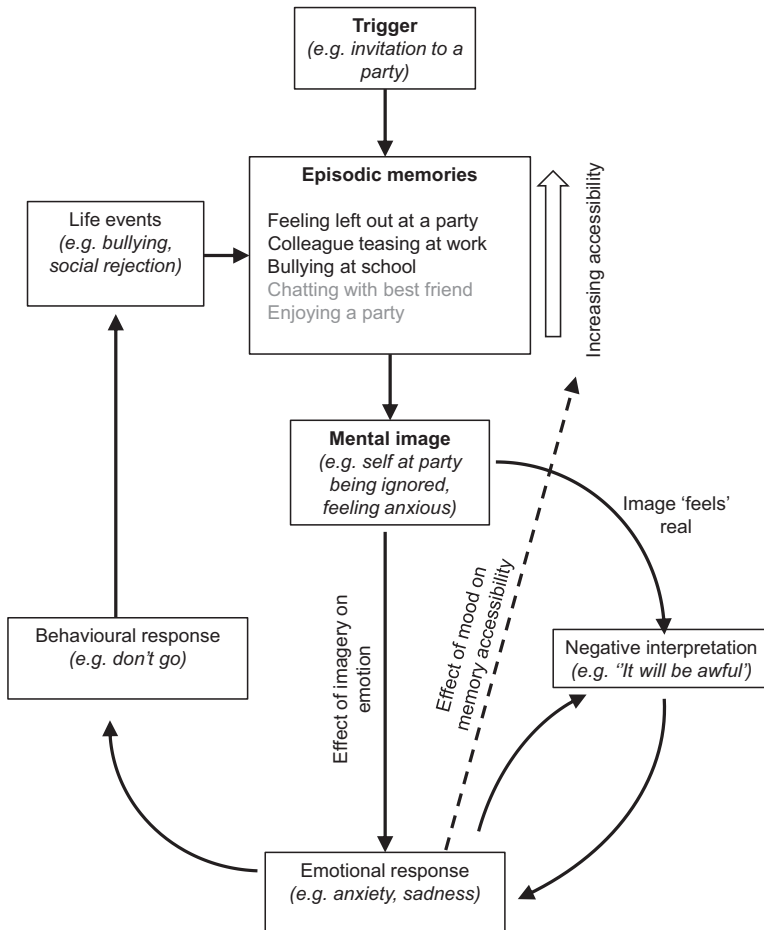 Trigger
(e.g. invitation to a
party)
Episodic memories
Feeling left out at a party
Colleague teasing at work
Bullying at school
Chatting with best friend
Enjoying a party
Increasing accessibility
Life events
(e.g. bullying,
social rejection)
Mental image
(e.g. self at party
being ignored,
feeling anxious)
Image ‘feels’
real
Effect of imagery on
emotion
Effect of mood on
memory accessibility
Behavioural response
(e.g. don't go)
Negative interpretation
(e.g. ‘'It will be awful’)
Emotional response
(e.g. anxiety, sadness)